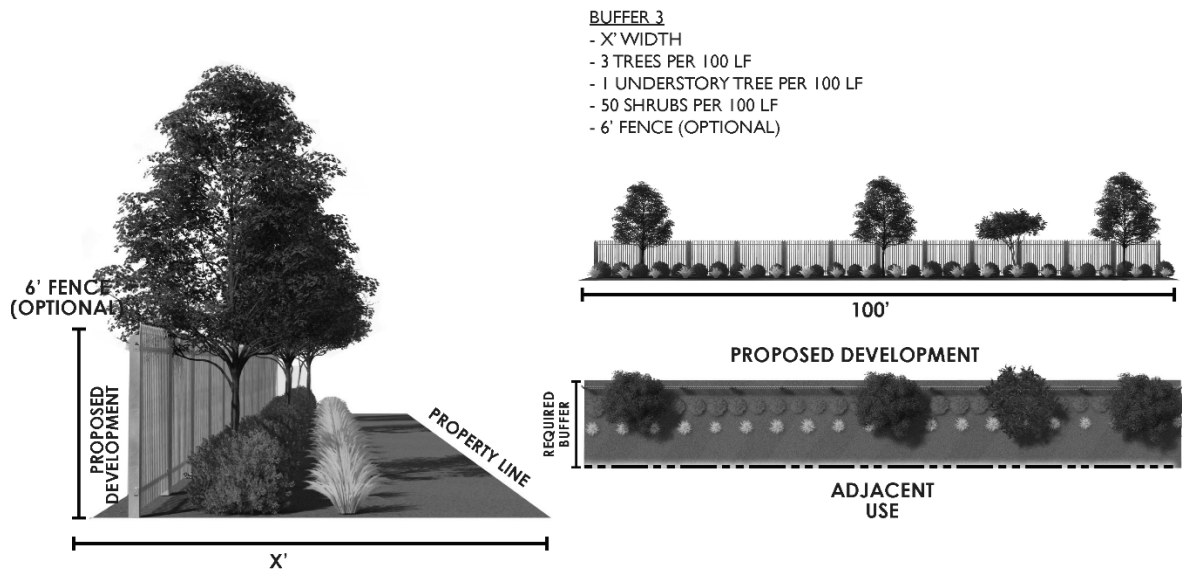 BUFFER 3
- X' WIDTH
- 3 TREES PER 100 LF
- 1 UNDERSTORY TREE PER 100 LF
- 50 SHRUBS PER 100 LF
- 6' FENCE (OPTIONAL)
6' FENCE
(OPTIONAL)
PROPOSED
DEVELOPMENT
PROPERTY LINE
X'
100'
PROPOSED DEVELOPMENT
REQUIRED
BUFFER
ADJACENT
USE